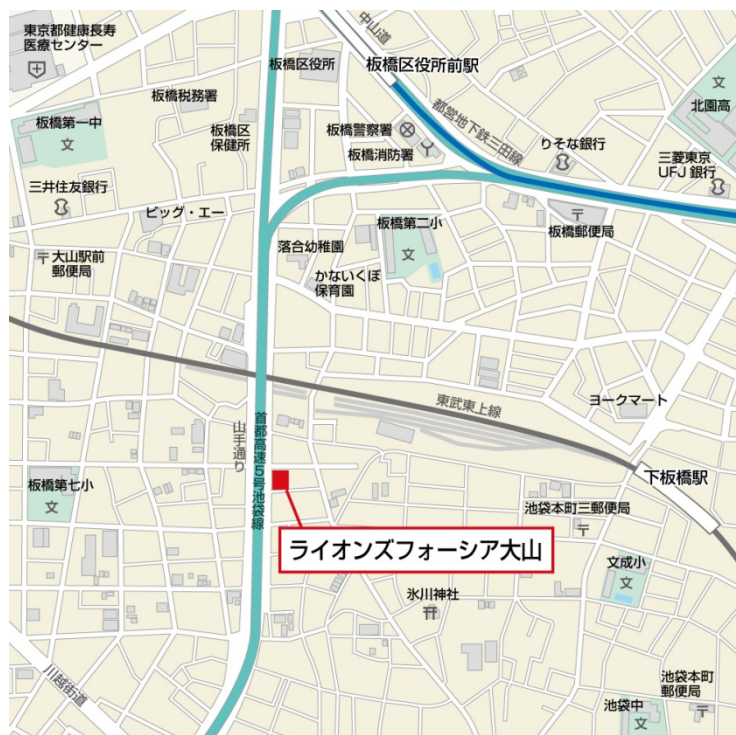 東京都健康長寿
医療センター
中山道
板橋区役所
板橋区役所前駅
文
北園高
板橋税務署
都営地下鉄三田線
板橋第一中
文
板橋区
保健所
板橋警察署
板橋消防署
りそな銀行
三菱東京
UFJ銀行
三井住友銀行
ビッグ・エー
板橋第二小
文
板橋郵便局
大山駅前
郵便局
落合幼稚園
かないくぼ
保育園
東武東上線
ヨークマート
山手通り
首都高速5号池袋線
板橋第七小
文
下板橋駅
池袋本町三郵便局
ライオンズフォーシア大山
文成小
文
氷川神社
川越街道
池袋本町
郵便局
池袋中
文